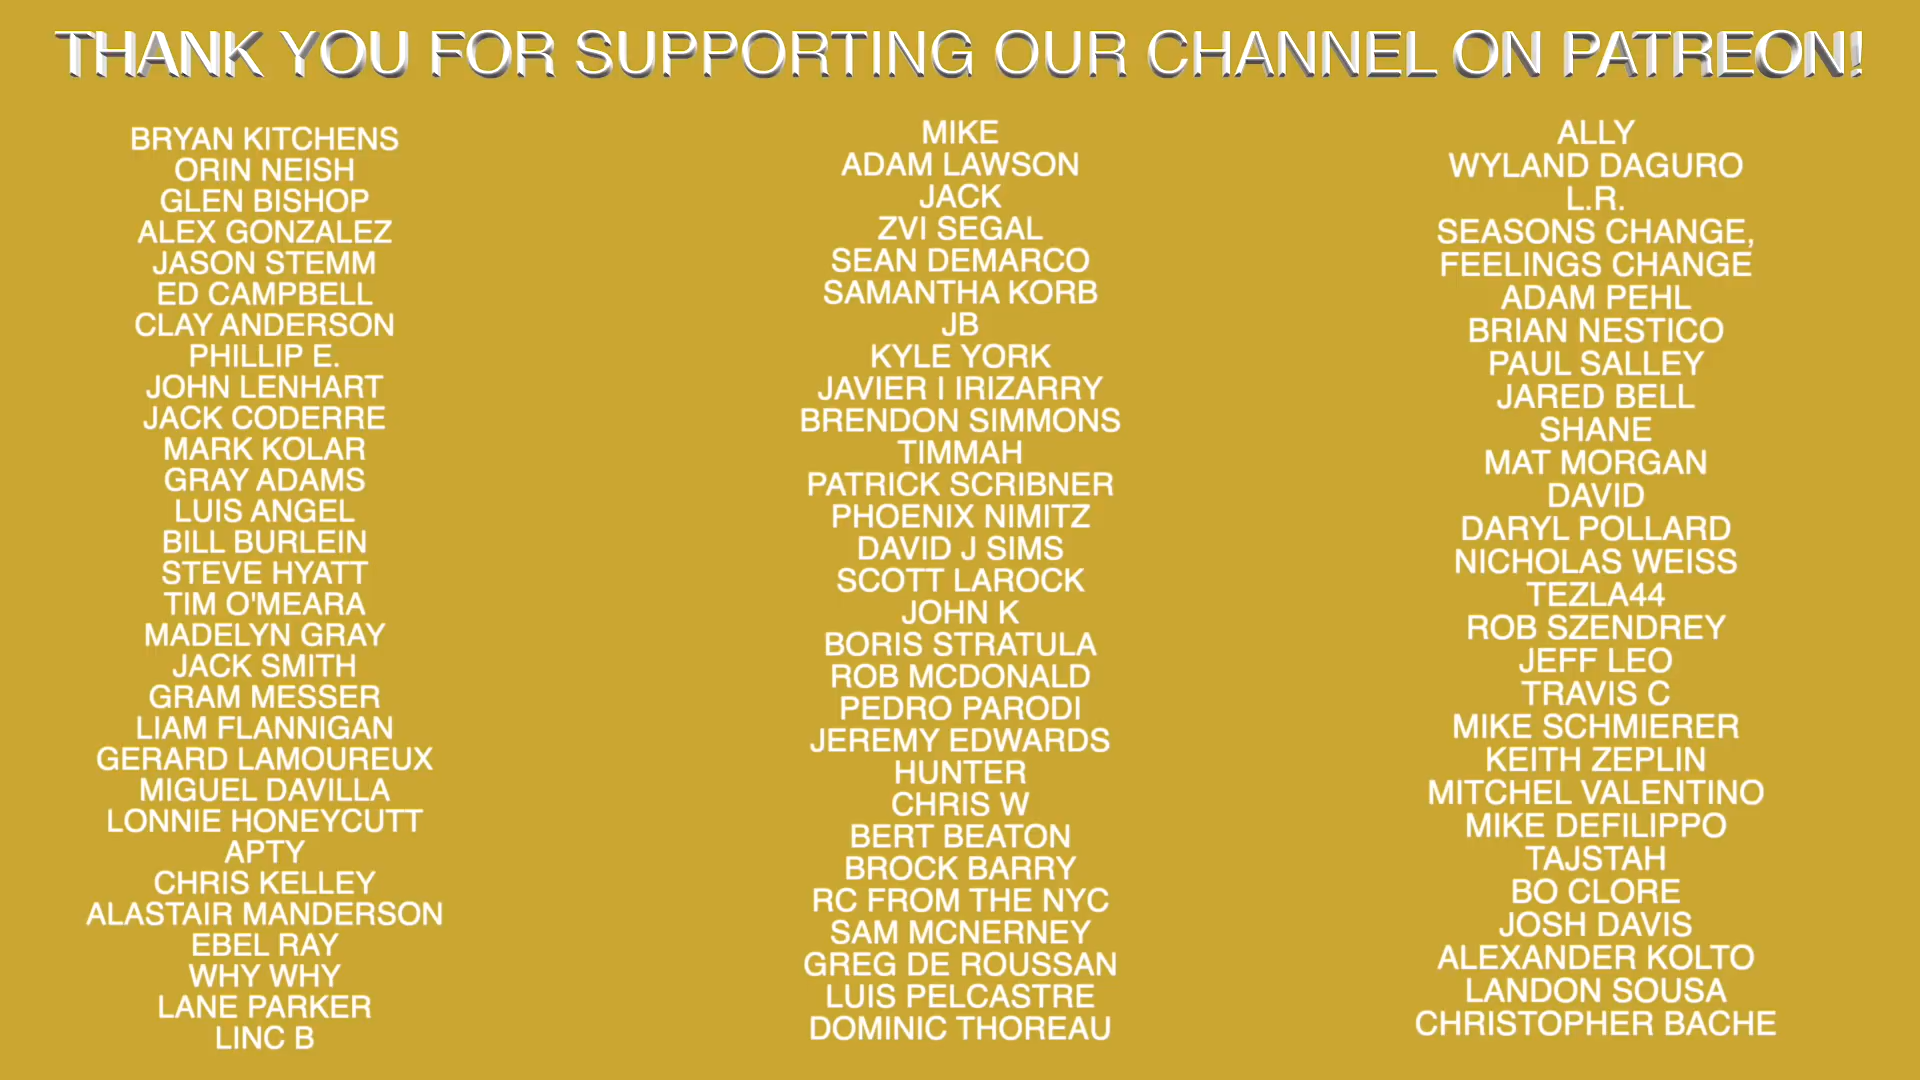 THANK YOU FOR SUPPORTING OUR CHANNEL ON PATREON!
BRYAN KITCHENS
ORIN NEISH
GLEN BISHOP
ALEX GONZALEZ
JASON STEMM
ED CAMPBELL
CLAY ANDERSON
PHILLIP E.
JOHN LENHART
JACK CODERRE
MARK KOLAR
GRAY ADAMS
LUIS ANGEL
BILL BURLEIN
STEVE HYATT
TIM O'MEARA
MADELYN GRAY
JACK SMITH
GRAM MESSER
LIAM FLANNIGAN
GERARD LAMOUREUX
MIGUEL DAVILLA
LONNIE HONEYCUTT
APTY
CHRIS KELLEY
ALASTAIR MANDERSON
EBEL RAY
WHY WHY
LANE PARKER
LINC B
MIKE
ADAM LAWSON
JACK
ZVI SEGAL
SEAN DEMARCO
SAMANTHA KORB
JB
KYLE YORK
JAVIER I IRIZARRY
BRENDON SIMMONS
TIMMAH
PATRICK SCRIBNER
PHOENIX NIMITZ
DAVID J SIMS
SCOTT LAROCK
JOHN K
BORIS STRATULA
ROB MCDONALD
PEDRO PARODI
JEREMY EDWARDS
HUNTER
CHRIS W
BERT BEATON
BROCK BARRY
RC FROM THE NYC
SAM MCNERNEY
GREG DE ROUSSAN
LUIS PELCASTRE
DOMINIC THOREAU
ALLY
WYLAND DAGURO
L.R.
SEASONS CHANGE,
FEELINGS CHANGE
ADAM PEHL
BRIAN NESTICO
PAUL SALLEY
JARED BELL
SHANE
MAT MORGAN
DAVID
DARYL POLLARD
NICHOLAS WEISS
TEZLA44
ROB SZENDREY
JEFF LEO
TRAVIS C
MIKE SCHMIERER
KEITH ZEPLIN
MITCHEL VALENTINO
MIKE DEFILIPPO
TAJSTAH
BO CLORE
JOSH DAVIS
ALEXANDER KOLTO
LANDON SOUSA
CHRISTOPHER BACHE